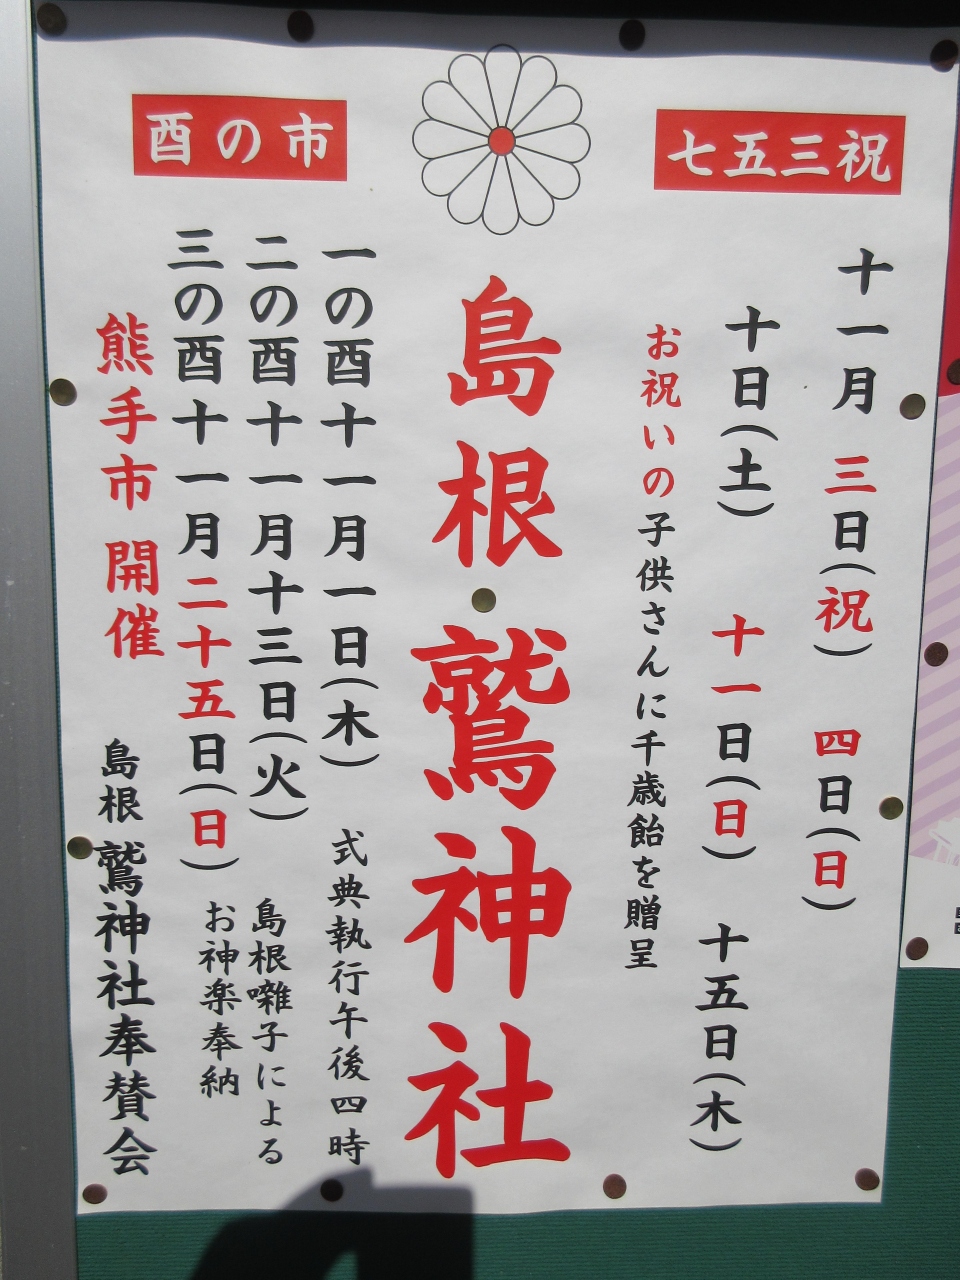 七五三祝
十一月 三日(祝) 四日(日)
十日(土) 十一日(日) 十五日(木)
お祝いの子供さんに千歳飴を贈呈
島根 鷲神社
酉の市
一の酉十一月一日(木) 式典執行午後四時
二の酉十一月十三日(火) 島根囃子による
三の酉十一月二十五日(日) お神楽奉納
熊手市 開催 島根 鷲神社奉賛会